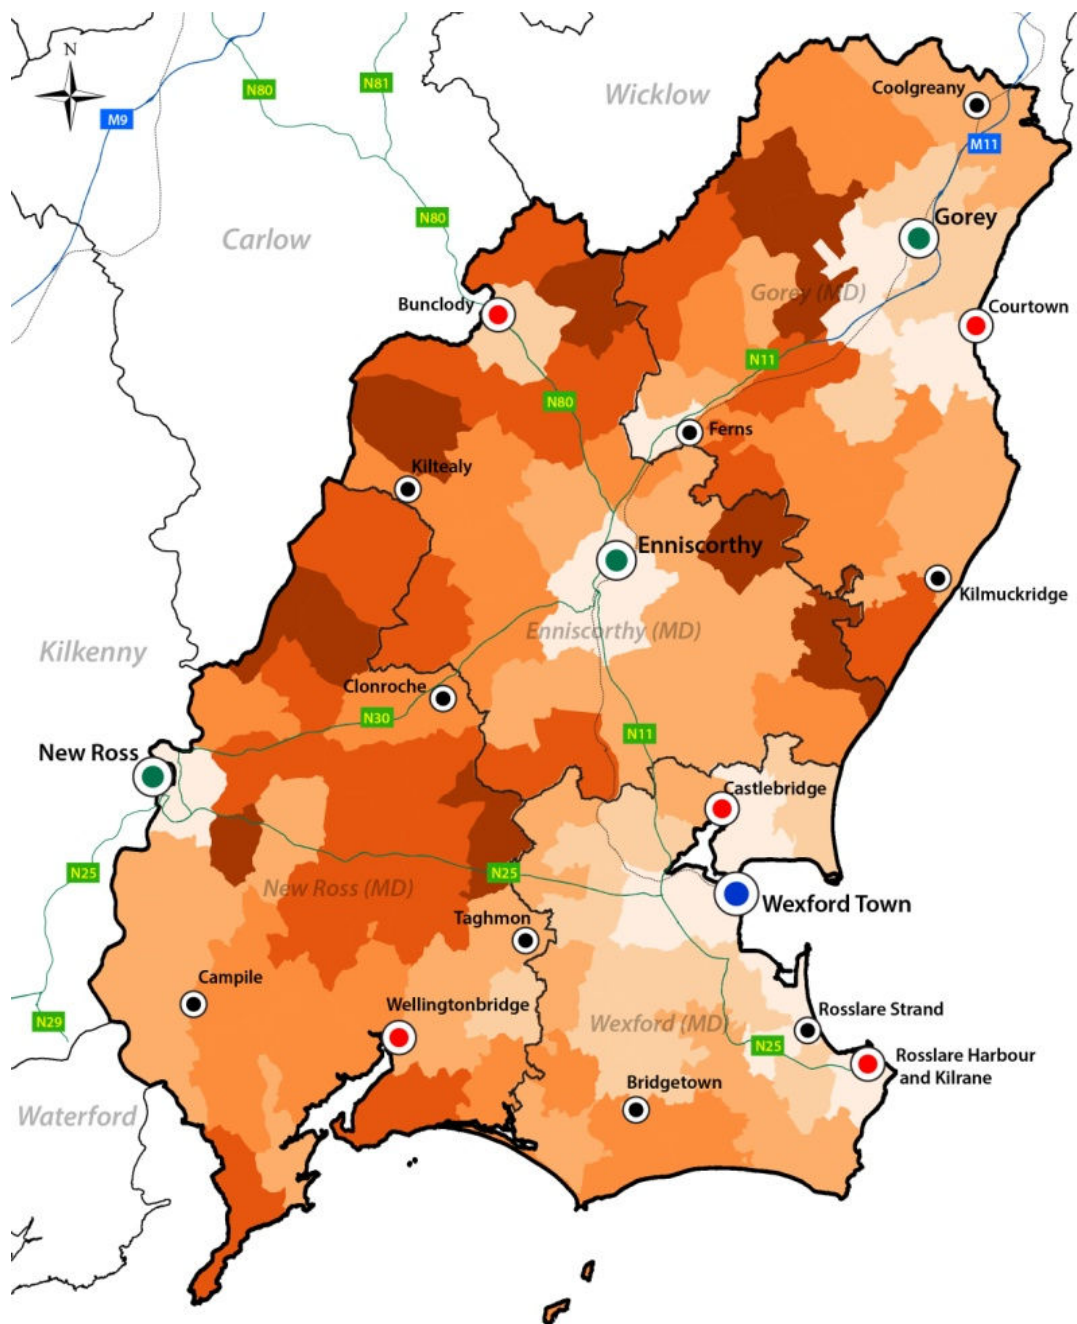 N
Wicklow
Coolgreany
N81
N80
M9
M11
N80
Gorey
Carlow
Gorey (MD)
Bunclody
Courtown
N11
N80
Ferns
Kiltealy
Enniscorthy
Kilmuckridge
Enniscorthy (MD)
Kilkenny
Clonroche
N30
N11
New Ross
Castlebridge
N25
N25
New Ross (MD)
Wexford Town
Taghmon
Campile
Wellingtonbridge
Rosslare Strand
N29
Wexford (MD)
N25
Rosslare Harbour
and Kilrane
Bridgetown
Waterford